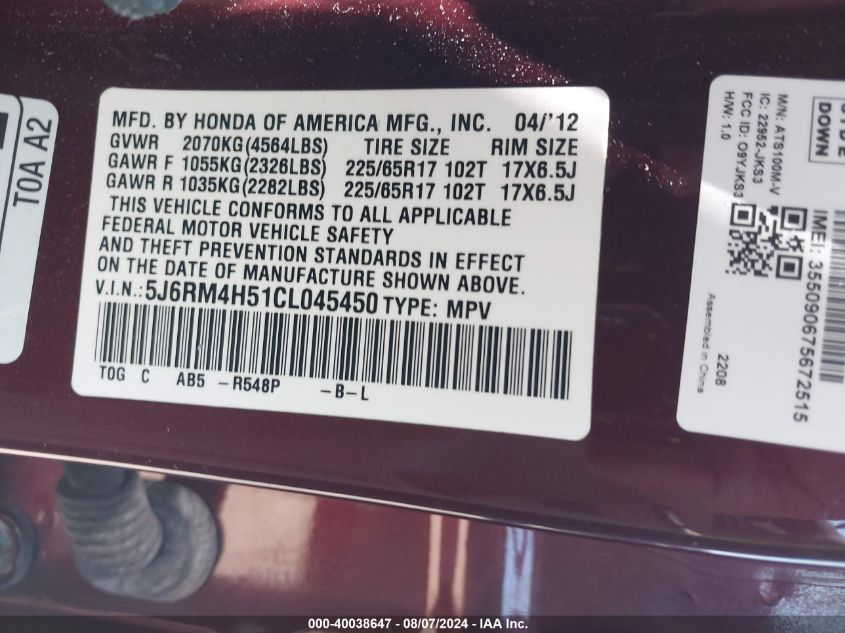 T0A A2
MFD. BY HONDA OF AMERICA MFG., INC. 04/'12
GVWR 2070KG(4564LBS) TIRE SIZE RIM SIZE
GAWR F 1055KG(2326LBS) 225/65R17 102T 17X6.5J
GAWR R 1035KG(2282LBS) 225/65R17 102T 17X6.5J
THIS VEHICLE CONFORMS TO ALL APPLICABLE
FEDERAL MOTOR VEHICLE SAFETY
AND THEFT PREVENTION STANDARDS IN EFFECT
ON THE DATE OF MANUFACTURE SHOWN ABOVE.
V.I.N.:5J6RM4H51CL045450 TYPE: MPV
TOG C AB5 -R548P -B-L
DOWN
M/N: ATS100M-V
IC: 22952-JKS3
FCC ID: O9YJKS3
H/W: 1.0
IMEI: 355090675672515
2208
Assembled in China
000-40038647 - 08/07/2024 - IAA Inc.